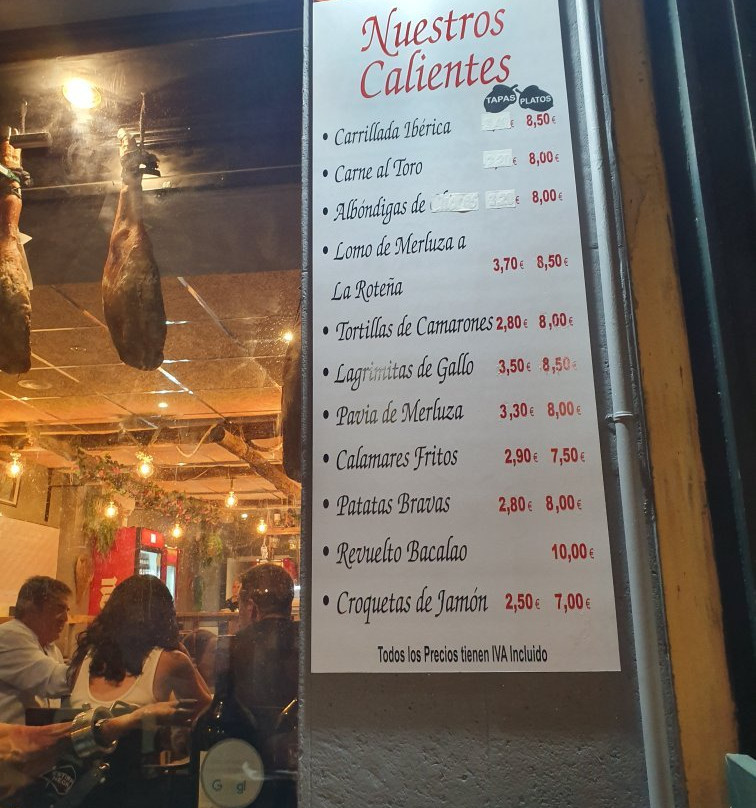 Nuestros
Calientes
TAPAS PLATOS
• Carrillada Ibérica € 8,50€
• Carne al Toro € 8,00€
• Albóndigas de € 8,00€
• Lomo de Merluza a
La Roteña 3,70€ 8,50€
• Tortillas de Camarones 2,80€ 8,00€
• Lagrimitas de Gallo 3,50€ 8,50€
• Pavia de Merluza 3,30€ 8,00€
• Calamares Fritos 2,90€ 7,50€
• Patatas Bravas 2,80€ 8,00€
• Revuelto Bacalao 10,00€
• Croquetas de Jamón 2,50€ 7,00€
Todos los Precios tienen IVA Incluido